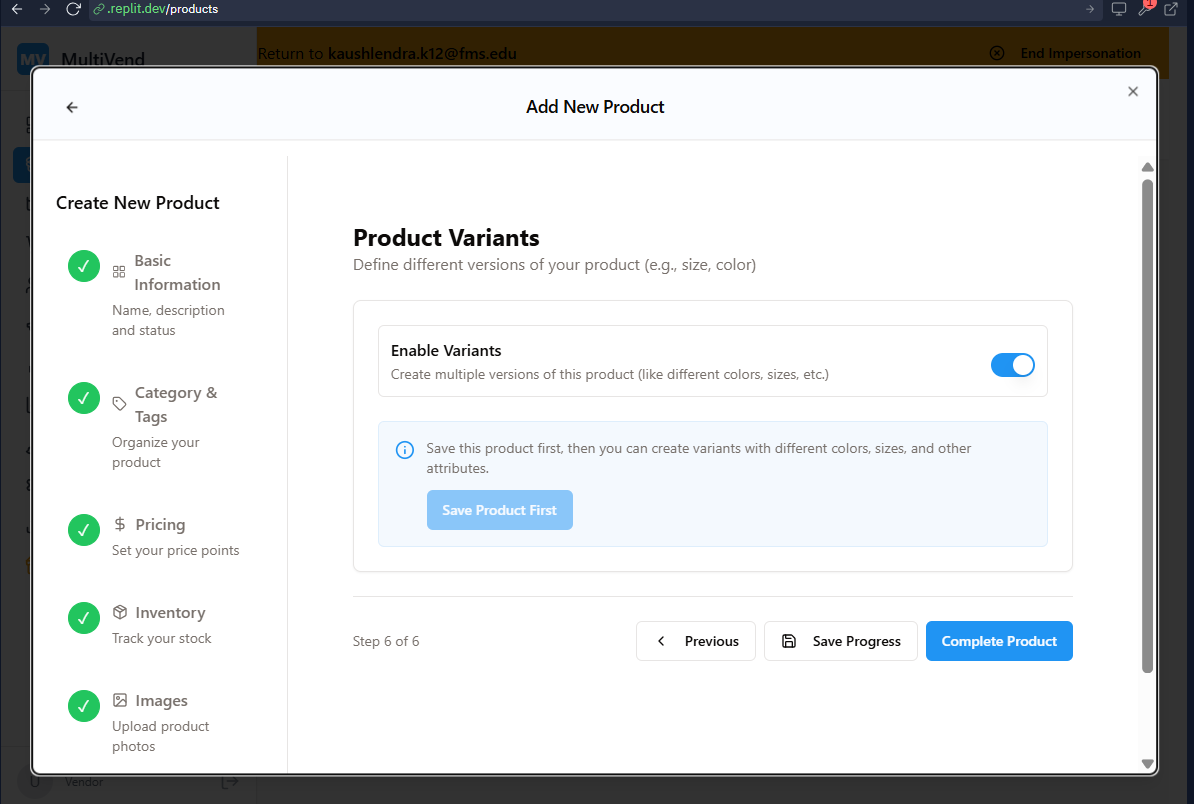 .replit.dev/products
1
MV MultiVend
Return to kaushlendra.k12@fms.edu
End Impersonation
Add New Product
Create New Product
Basic
Information
Name, description
and status
Category &
Tags
Organize your
product
Pricing
Set your price points
Inventory
Track your stock
Images
Upload product
photos
Product Variants
Define different versions of your product (e.g., size, color)
Enable Variants
Create multiple versions of this product (like different colors, sizes, etc.)
Save this product first, then you can create variants with different colors, sizes, and other
attributes.
Save Product First
Step 6 of 6
Previous
Save Progress
Complete Product
Vendor